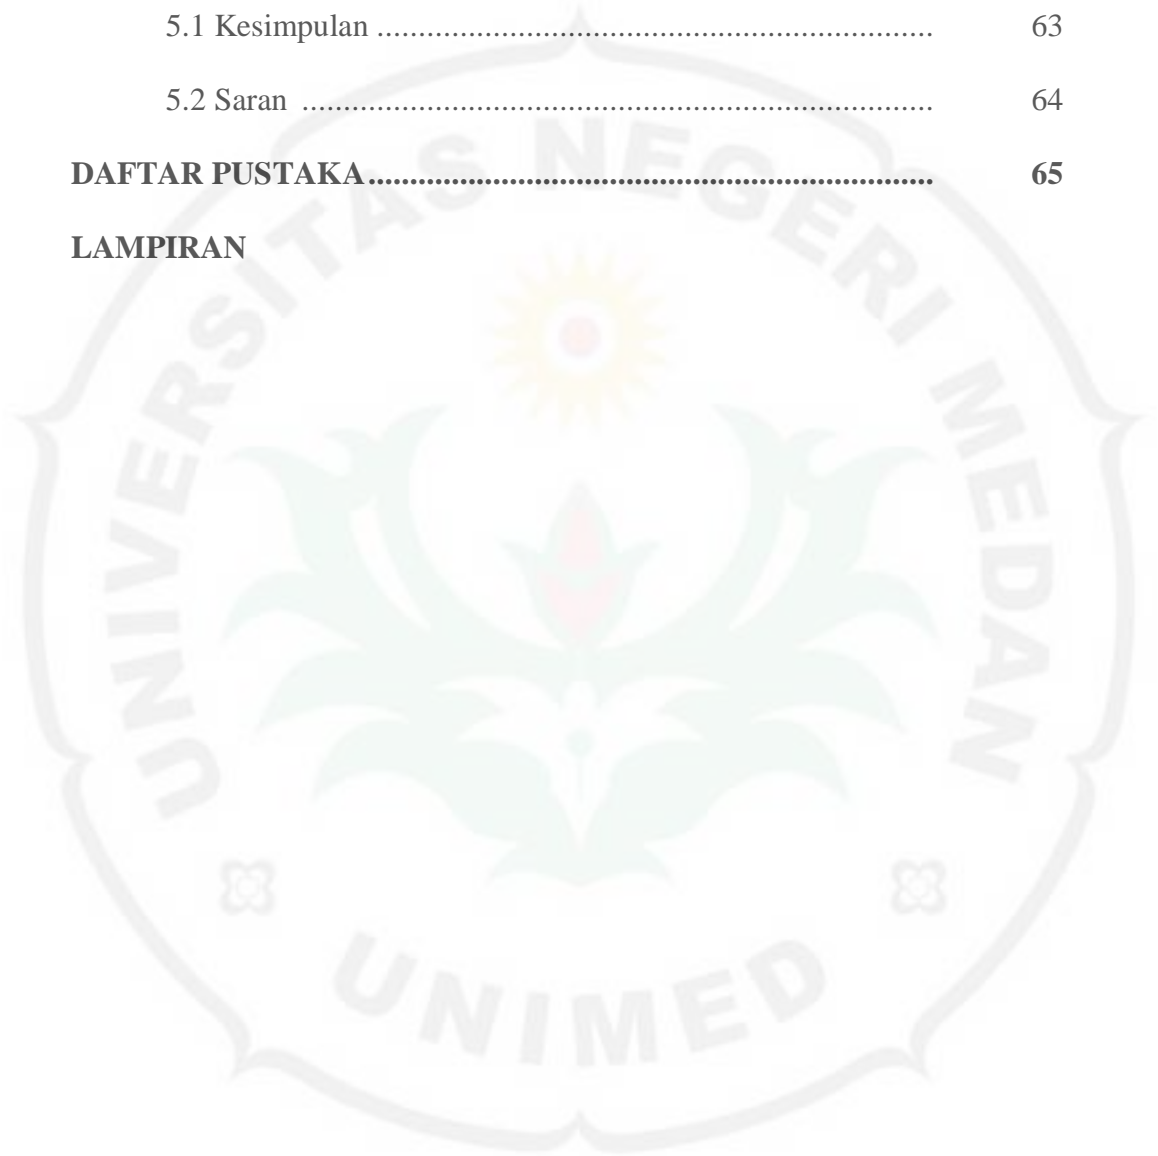 5.1 Kesimpulan .................................................................. 63
5.2 Saran ........................................................................... 64
DAFTAR PUSTAKA.................................................................... 65
LAMPIRAN
UNIVERSITAS NEGERI MEDAN
UNIMED